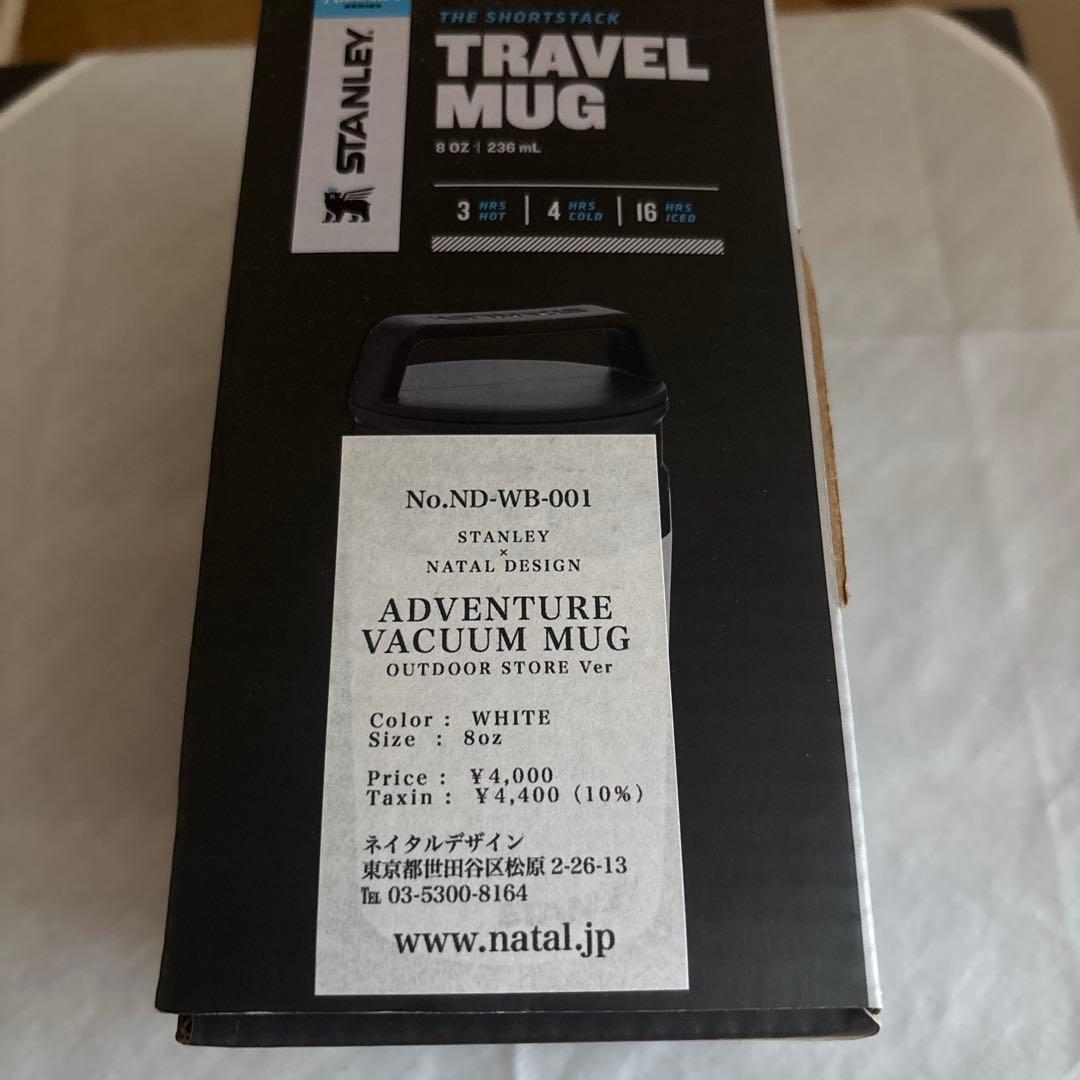 SERIES
STANLEY
THE SHORTSTACK
TRAVEL
MUG
8 OZ | 236 mL
3 HRS HOT | 4 HRS COLD | 16 HRS ICED
STANLEY
No.ND-WB-001
STANLEY
×
NATAL DESIGN
ADVENTURE
VACUUM MUG
OUTDOOR STORE Ver
Color : WHITE
Size : 8oz
Price : ¥4,000
Taxin : ¥4,400 (10%)
ネイタルデザイン
東京都世田谷区松原 2-26-13
℡ 03-5300-8164
www.natal.jp